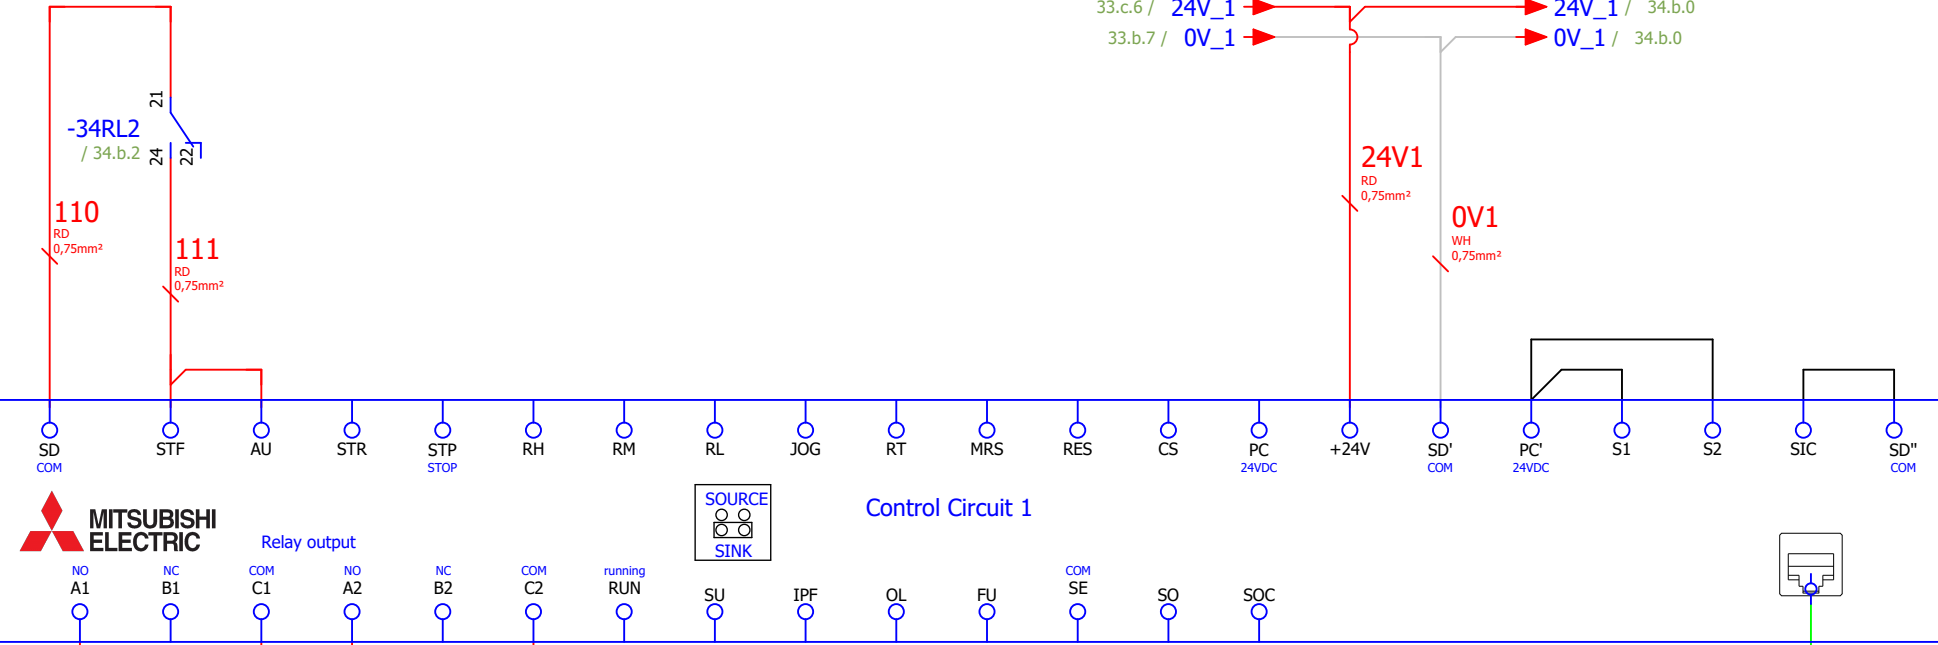 33.c.6 / 24V_1
24V_1 / 34.b.0
33.b.7 / 0V_1
0V_1 / 34.b.0
21
-34RL2
/ 34.b.2
24
22
24V1
RD
0,75mm²
110
RD
0,75mm²
0V1
WH
0,75mm²
111
RD
0,75mm²
SD STF AU STR STP RH RM RL JOG RT MRS RES CS PC +24V SD' PC' S1 S2 SIC SD"
COM STOP 24VDC COM 24VDC COM
SOURCE
SINK
Control Circuit 1
MITSUBISHI
ELECTRIC
Relay output
NO NC COM NO NC COM running COM
A1 B1 C1 A2 B2 C2 RUN SU IPF OL FU SE SO SOC